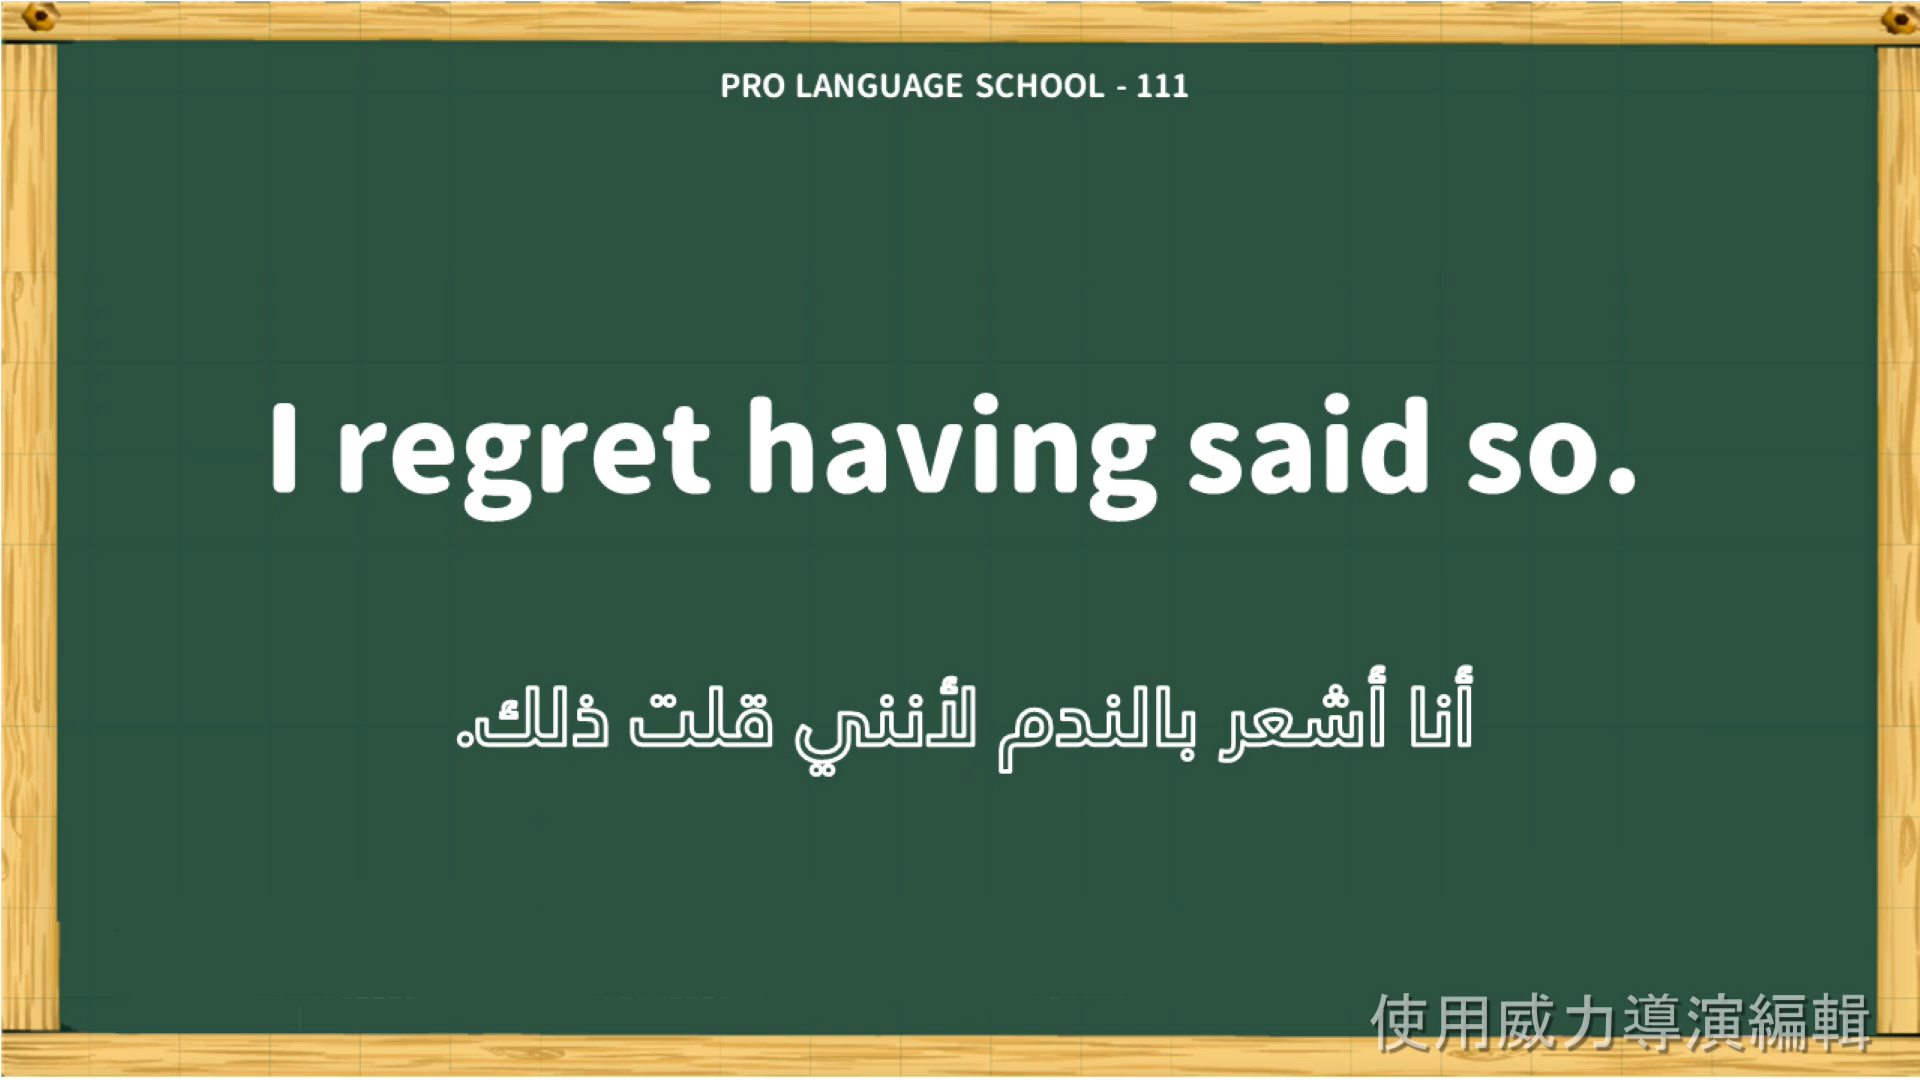 PRO LANGUAGE SCHOOL - 111
I regret having said so.
أنا أشعر بالندم لأنني قلت ذلك.
使用威力導演編輯